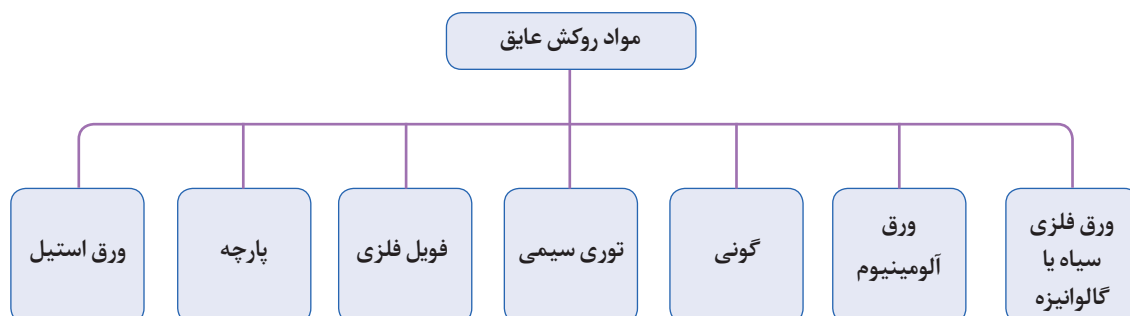 مواد روکش عایق
ورق فلزی
سیاه یا
گالوانیزه
ورق
آلومینیوم
گونی
توری سیمی
فویل فلزی
پارچه
ورق استیل